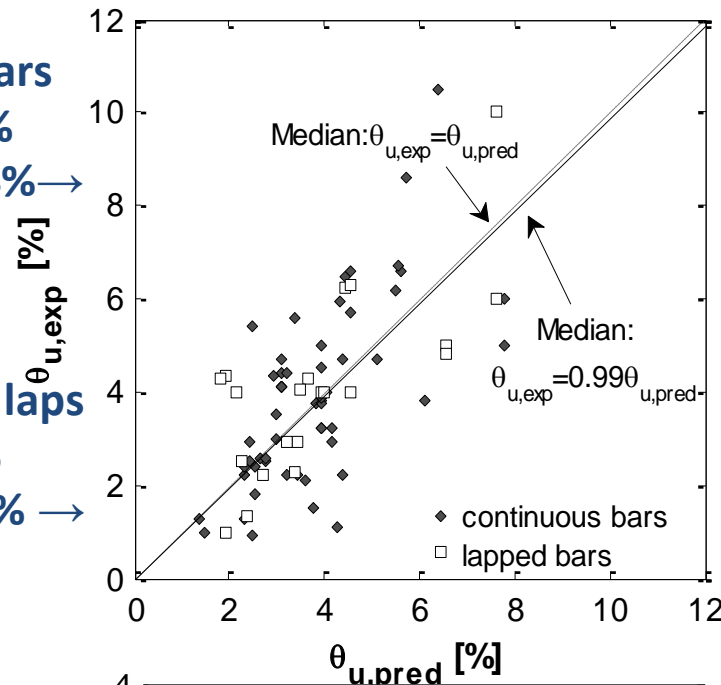 ars
%
%→
laps
% →
12
10
8
6
4
2
0
θu,exp [%]
Median:θu,exp=θu,pred
Median:
θu,exp=0.99θu,pred
continuous bars
lapped bars
0 2 4 6 8 10 12
θu,pred [%]
4